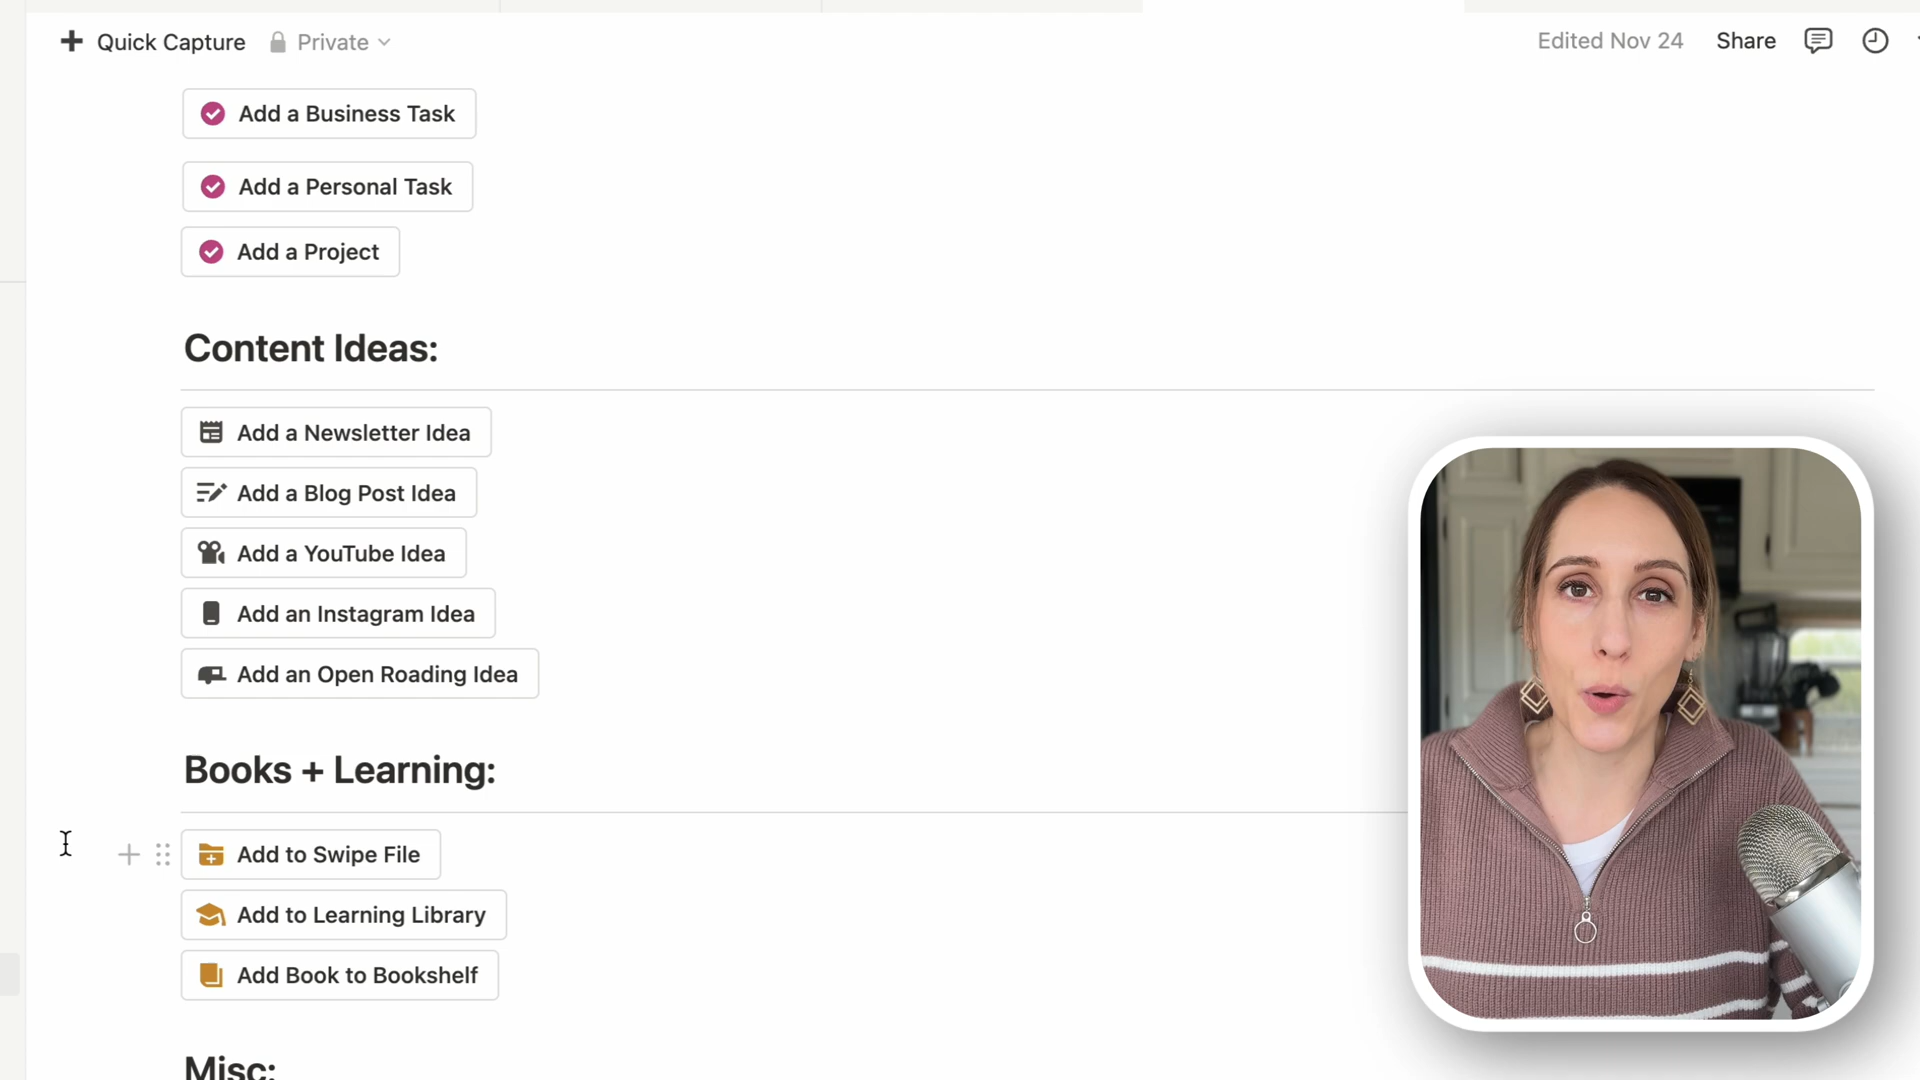 Quick Capture Private
Edited Nov 24 Share
Add a Business Task
Add a Personal Task
Add a Project
Content Ideas:
Add a Newsletter Idea
Add a Blog Post Idea
Add a YouTube Idea
Add an Instagram Idea
Add an Open Roading Idea
Books + Learning:
Add to Swipe File
Add to Learning Library
Add Book to Bookshelf
Misc: